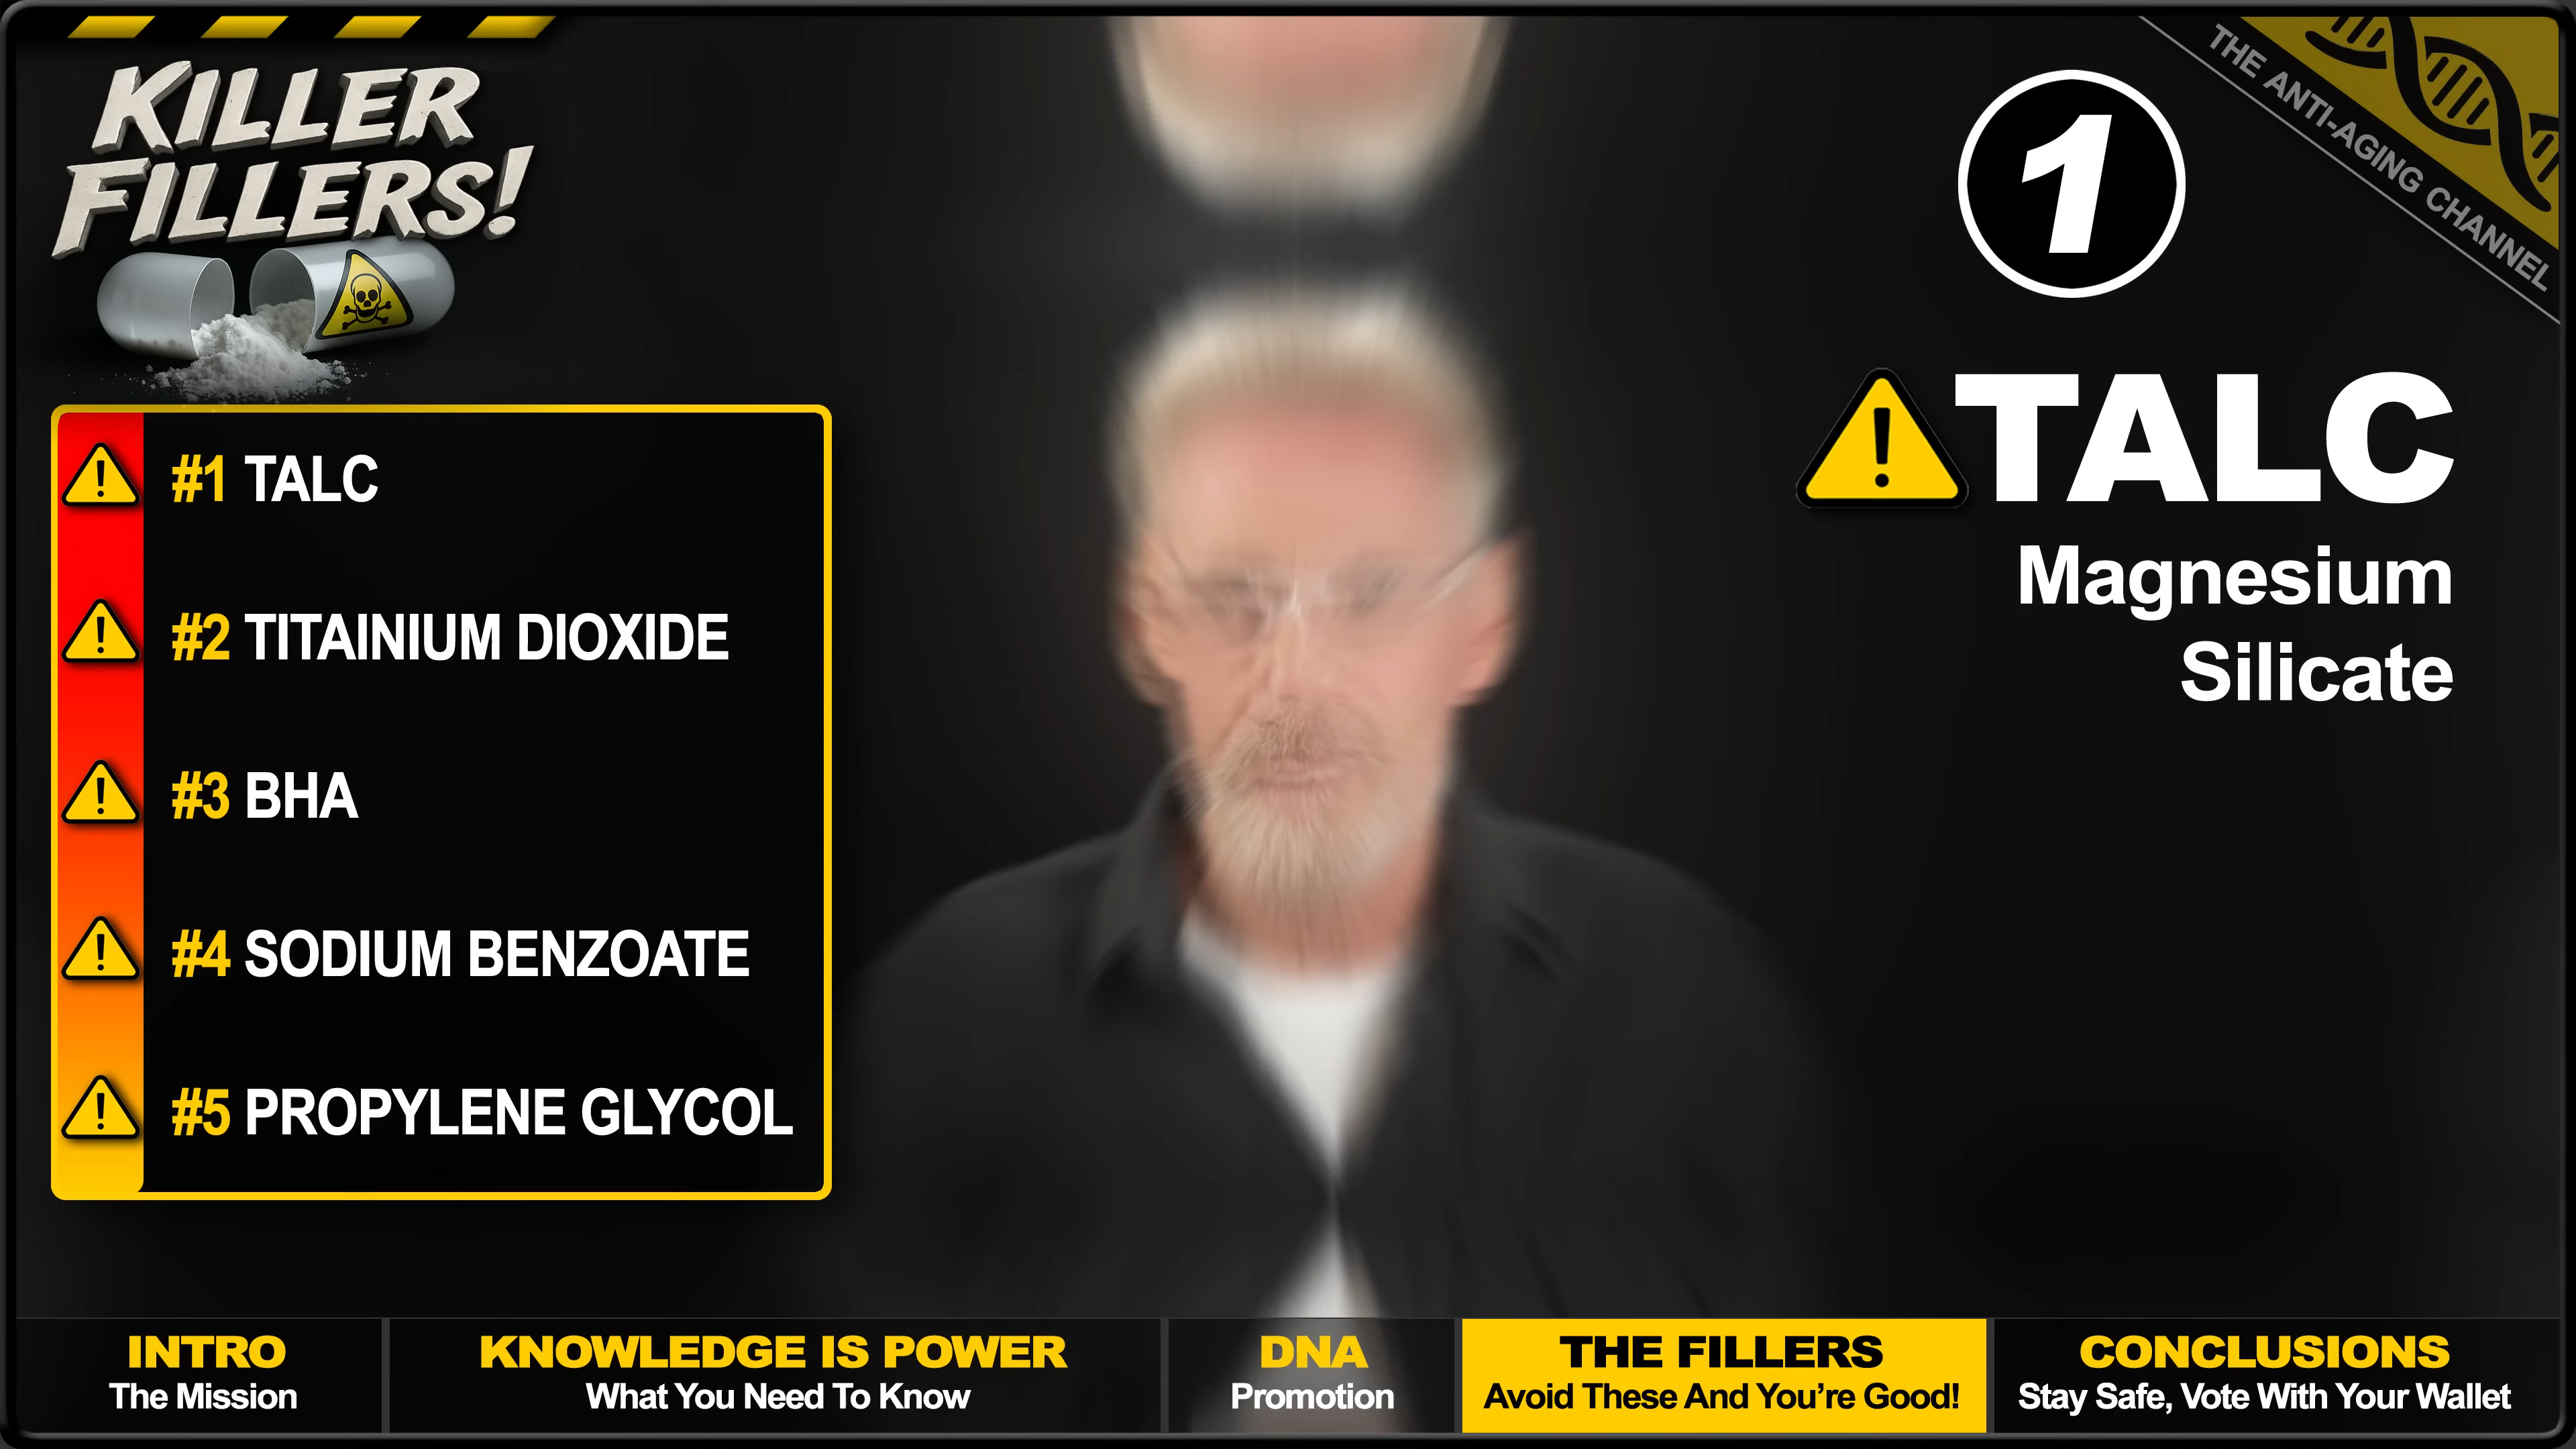 KILLER
FILLERS!
THE ANTI-AGING CHANNEL
1
TALC
Magnesium
Silicate
#1 TALC
#2 TITAINIUM DIOXIDE
#3 BHA
#4 SODIUM BENZOATE
#5 PROPYLENE GLYCOL
INTRO
The Mission
KNOWLEDGE IS POWER
What You Need To Know
DNA
Promotion
THE FILLERS
Avoid These And You’re Good!
CONCLUSIONS
Stay Safe, Vote With Your Wallet